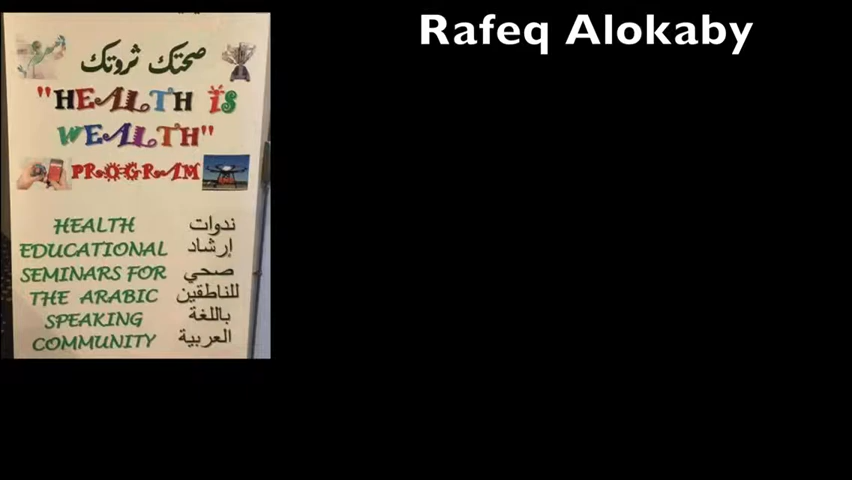 Rafeq Alokaby
صحتك ثروتك
"HEALTH iS
WEALTH"
PROGRAM
HEALTH
EDUCATIONAL
SEMINARS FOR
THE ARABIC
SPEAKING
COMMUNITY
ندوات
إرشاد
صحي
للناطقين
باللغة
العربية